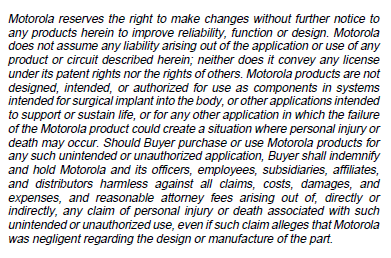 Motorola reserves the right to make changes without further notice to
any products herein to improve reliability, function or design. Motorola
does not assume any liability arising out of the application or use of any
product or circuit described herein; neither does it convey any license
under its patent rights nor the rights of others. Motorola products are not
designed, intended, or authorized for use as components in systems
intended for surgical implant into the body, or other applications intended
to support or sustain life, or for any other application in which the failure
of the Motorola product could create a situation where personal injury or
death may occur. Should Buyer purchase or use Motorola products for
any such unintended or unauthorized application, Buyer shall indemnify
and hold Motorola and its officers, employees, subsidiaries, affiliates,
and distributors harmless against all claims, costs, damages, and
expenses, and reasonable attorney fees arising out of, directly or
indirectly, any claim of personal injury or death associated with such
unintended or unauthorized use, even if such claim alleges that Motorola
was negligent regarding the design or manufacture of the part.